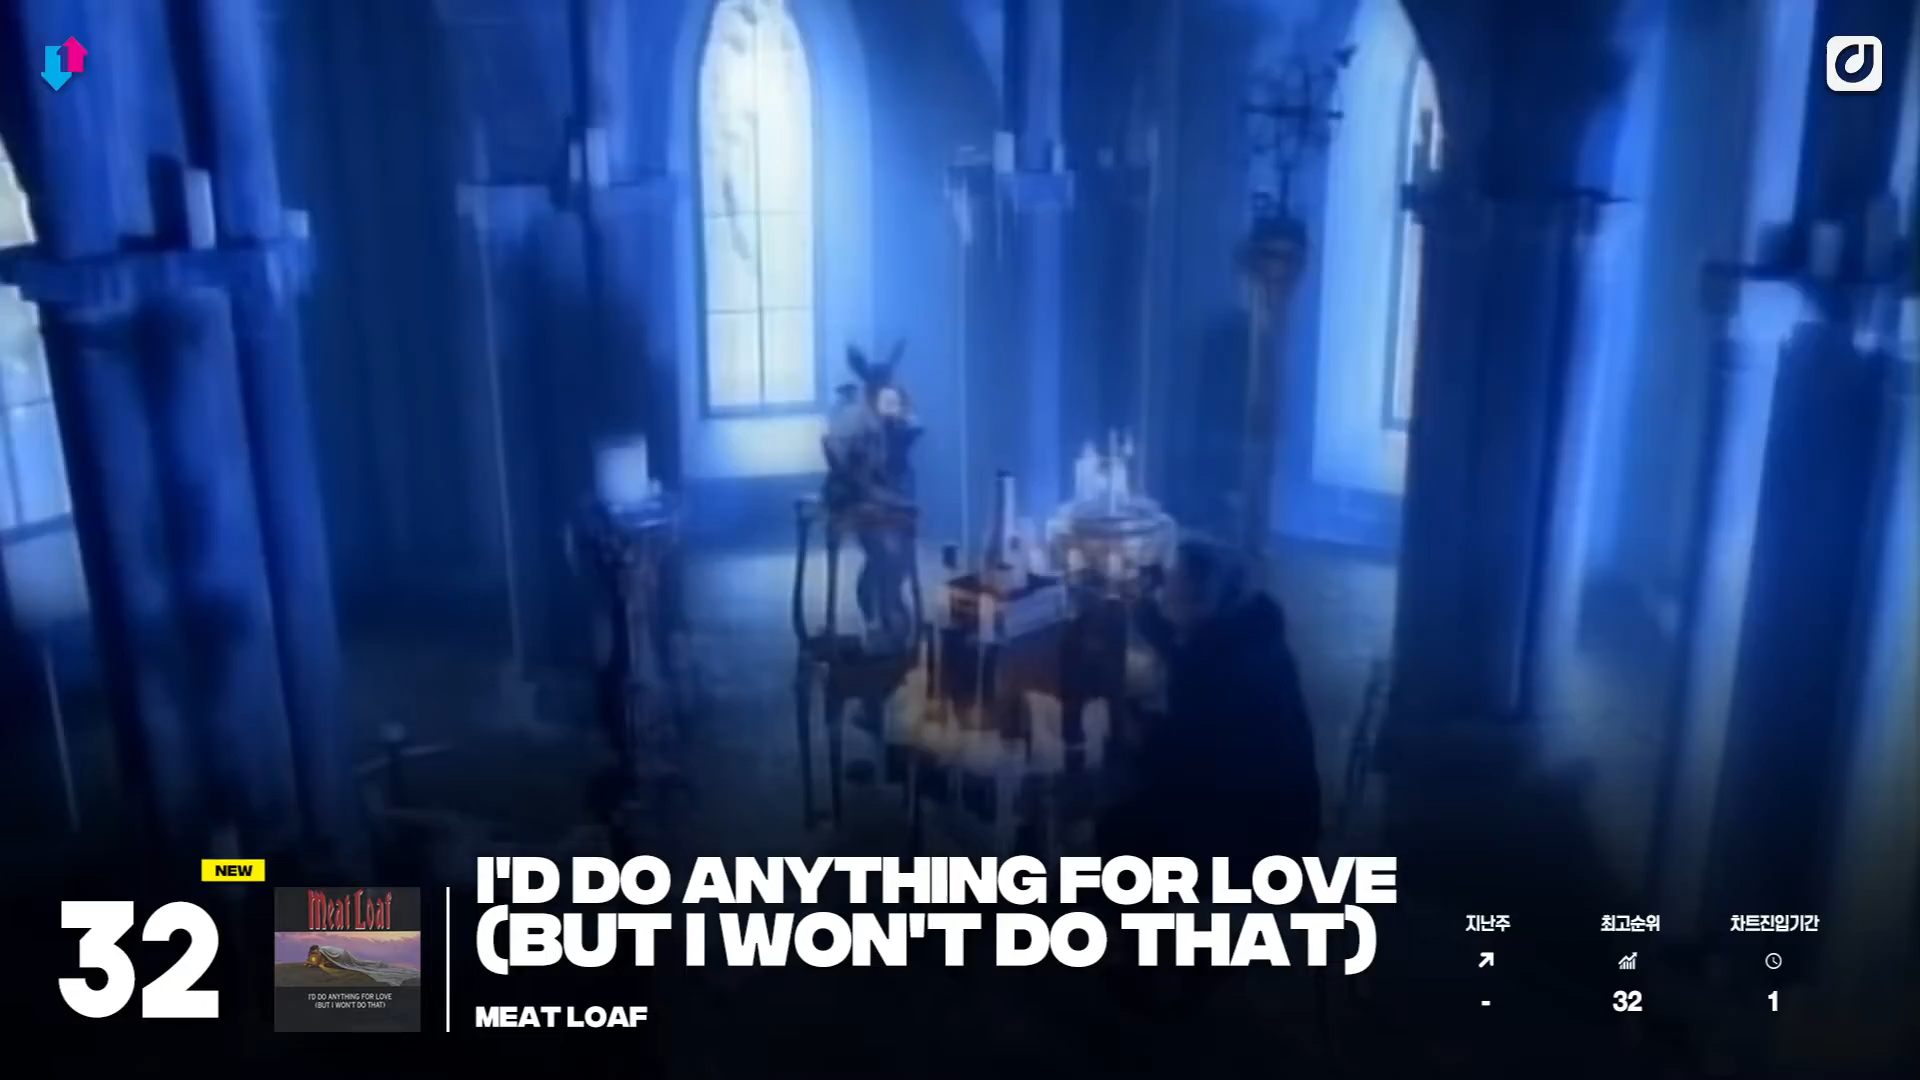 NEW
32
Meat Loaf
I'D DO ANYTHING FOR LOVE
(BUT I WON'T DO THAT)
I'D DO ANYTHING FOR LOVE
(BUT I WON'T DO THAT)
MEAT LOAF
지난주
최고순위
차트진입기간
-
32
1